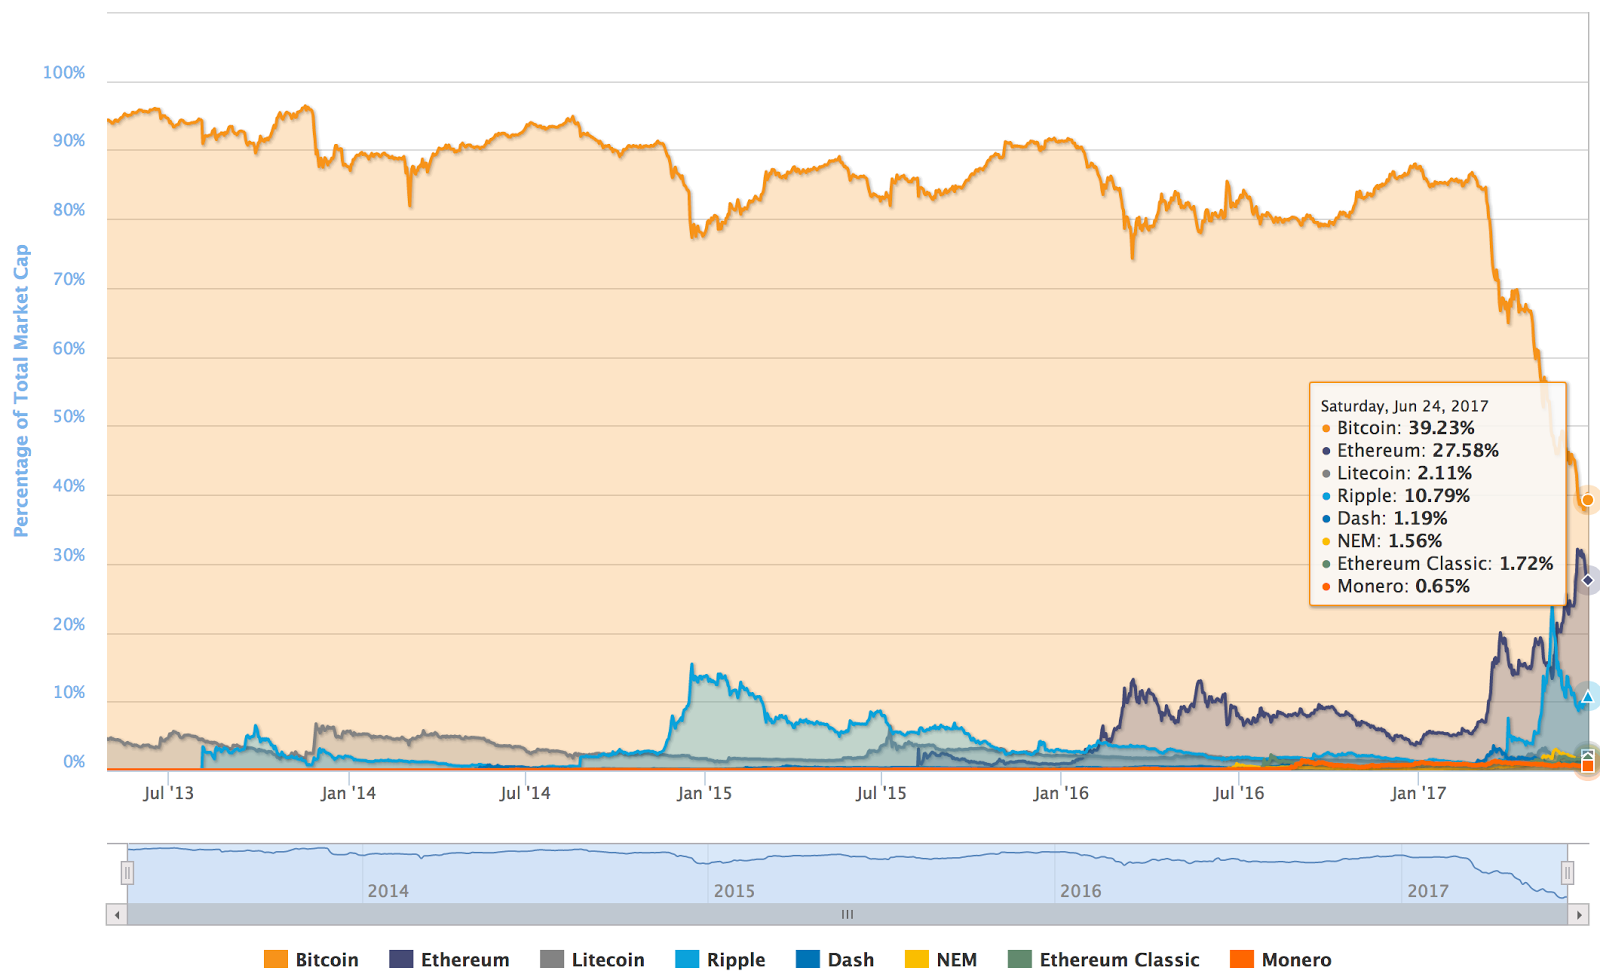 100%
90%
80%
70%
60%
50%
40%
30%
20%
10%
0%
Percentage of Total Market Cap
Saturday, Jun 24, 2017
Bitcoin: 39.23%
Ethereum: 27.58%
Litecoin: 2.11%
Ripple: 10.79%
Dash: 1.19%
NEM: 1.56%
Ethereum Classic: 1.72%
Monero: 0.65%
Jul '13 Jan '14 Jul '14 Jan '15 Jul '15 Jan '16 Jul '16 Jan '17
2014 2015 2016 2017
Bitcoin Ethereum Litecoin Ripple Dash NEM Ethereum Classic Monero